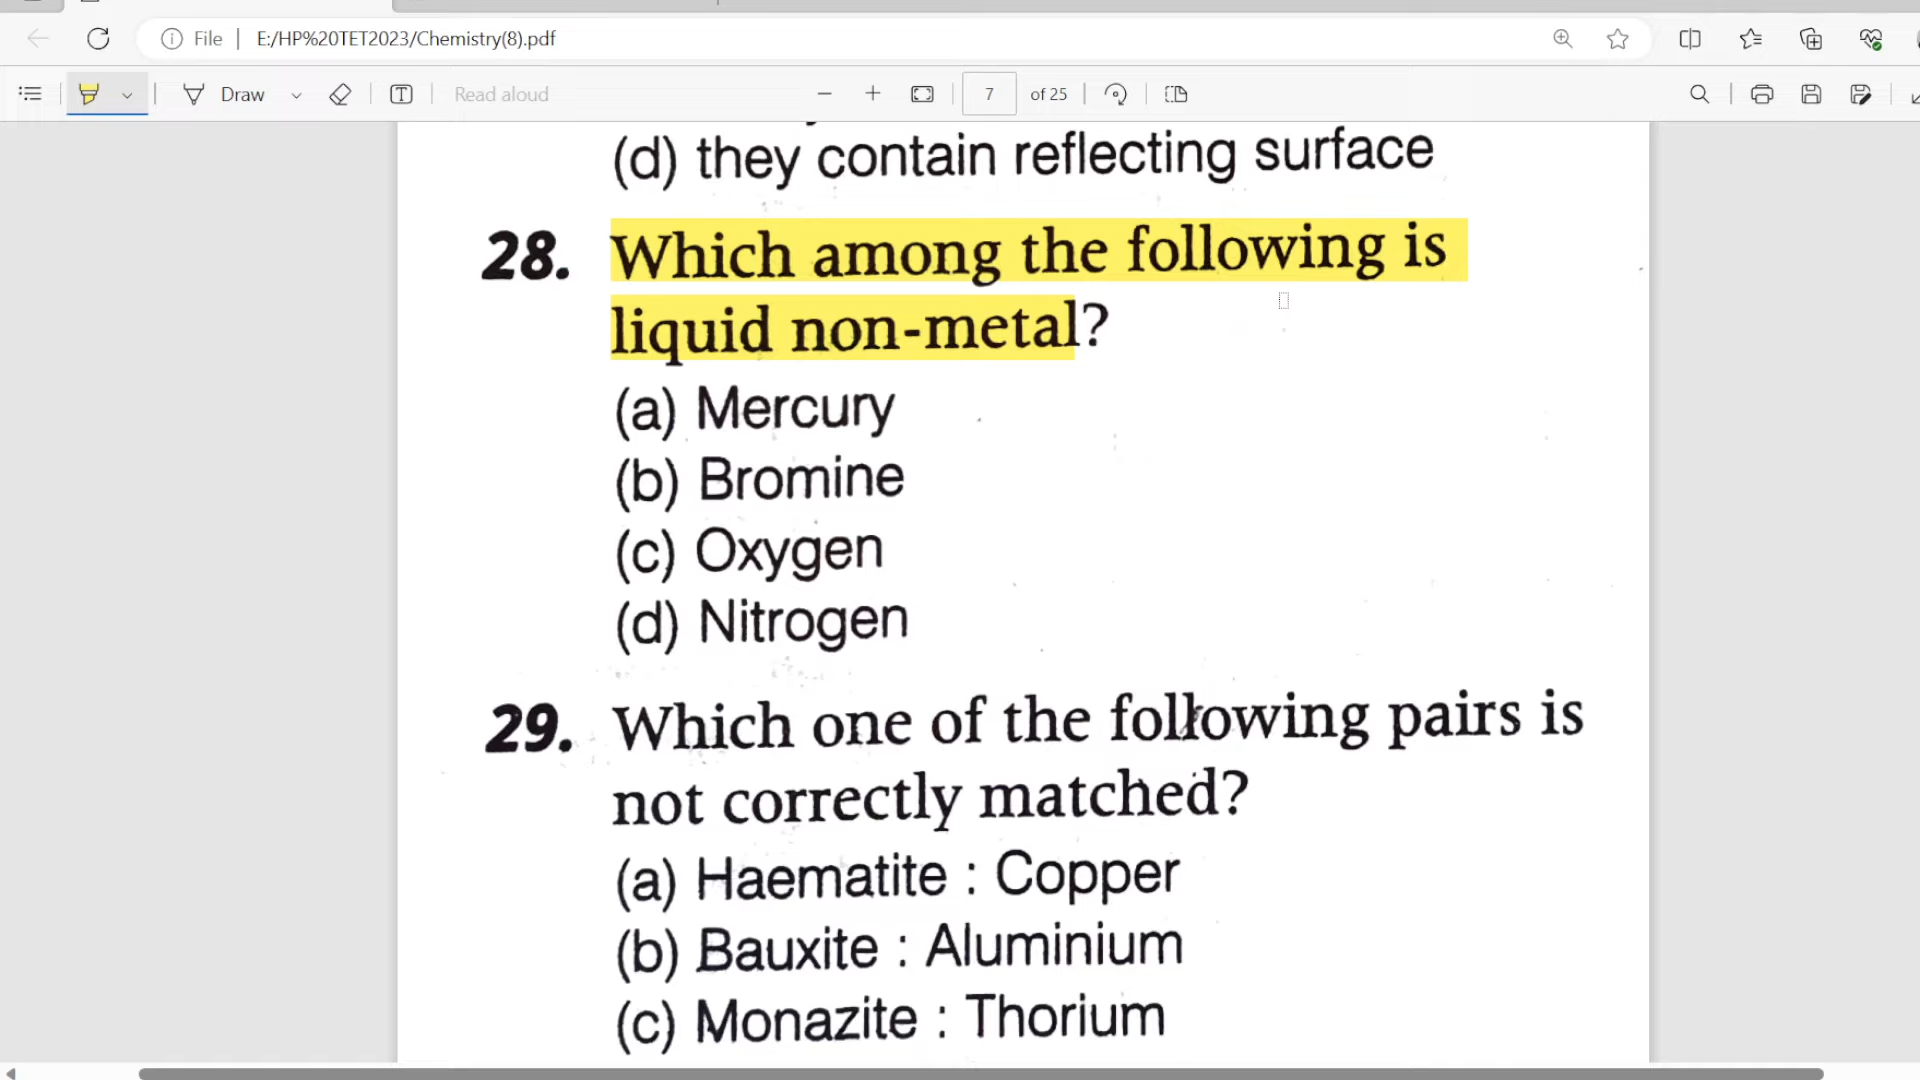 File
E:/HP%20TET2023/Chemistry(8).pdf
Draw
Read aloud
7
of 25
(d) they contain reflecting surface
28. Which among the following is
liquid non-metal?
(a) Mercury
(b) Bromine
(c) Oxygen
(d) Nitrogen
29. Which one of the following pairs is
not correctly matched?
(a) Haematite : Copper
(b) Bauxite : Aluminium
(c) Monazite : Thorium